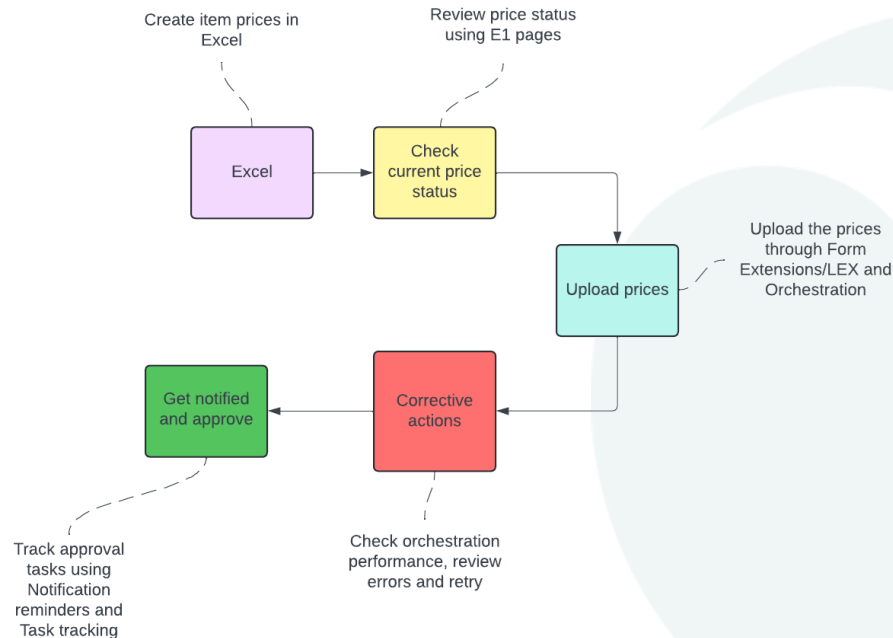 Create item prices in
Excel
Review price status
using E1 pages
Excel
Check
current price
status
Upload prices
Upload the prices
through Form
Extensions/LEX and
Orchestration
Corrective
actions
Get notified
and approve
Check orchestration
performance, review
errors and retry
Track approval
tasks using
Notification
reminders and
Task tracking